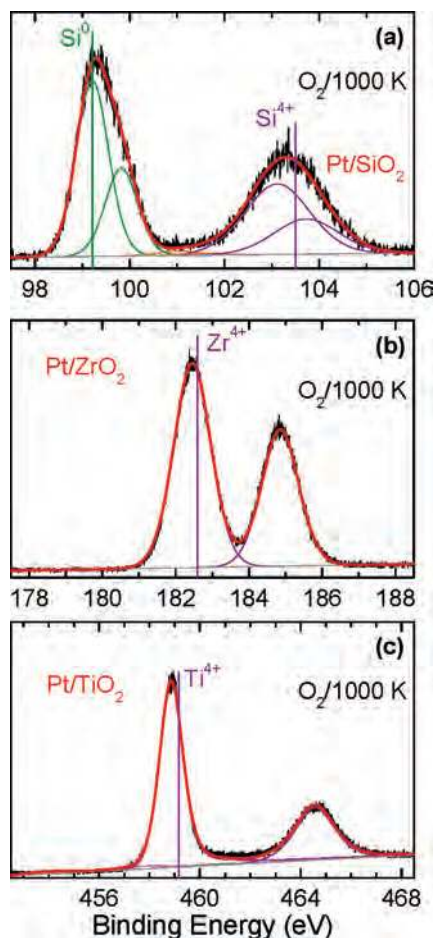 (a)
Si⁰
O₂/1000 K
Si⁴⁺
Pt/SiO₂
98 100 102 104 106
(b)
Zr⁴⁺
Pt/ZrO₂
O₂/1000 K
178 180 182 184 186 188
(c)
Pt/TiO₂
Ti⁴⁺
O₂/1000 K
456 460 464 468
Binding Energy (eV)